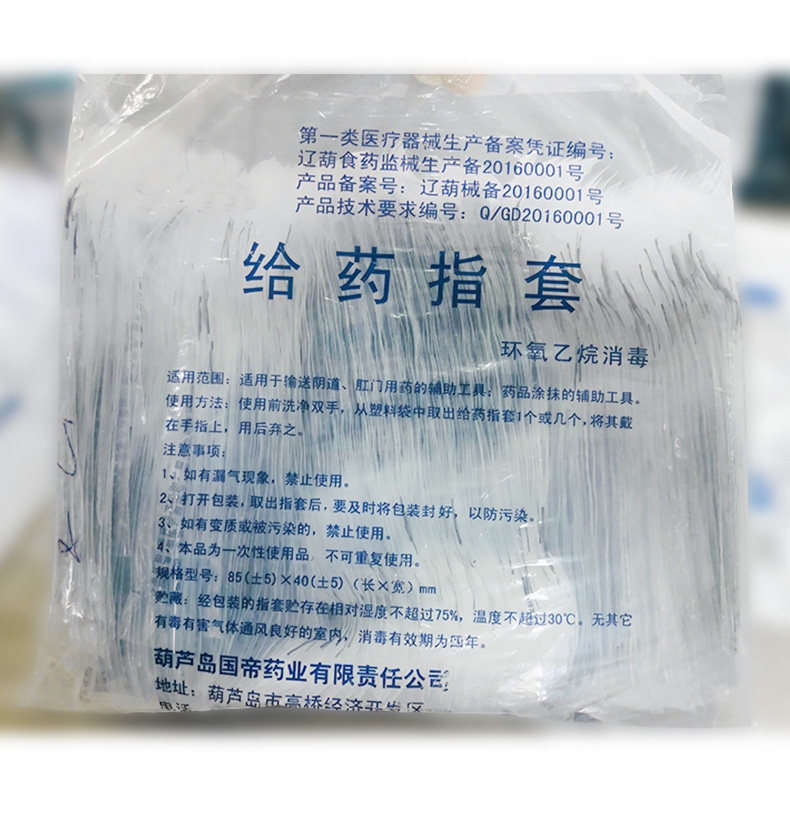 第一类医疗器械生产备案凭证编号：
辽葫食药监械生产备20160001号
产品备案号：辽葫械备20160001号
产品技术要求编号：Q/GD20160001号
给药指套
环氧乙烷消毒
适用范围：适用于输送阴道、肛门用药的辅助工具；药品涂抹的辅助工具。
使用方法：使用前洗净双手，从塑料袋中取出给药指套1个或几个，将其戴
在手指上，用后弃之。
注意事项：
1、如有漏气现象，禁止使用。
2、打开包装，取出指套后，要及时将包装封好，以防污染。
3、如有变质或被污染的，禁止使用。
4、本品为一次性使用品，不可重复使用。
规格型号：85(±5)×40(±5)（长×宽）mm
贮藏：经包装的指套贮存在相对湿度不超过75%，温度不超过30℃。无其它
有毒有害气体通风良好的室内，消毒有效期为四年。
葫芦岛国帝药业有限责任公司
地址：葫芦岛市高桥经济开发区
电话